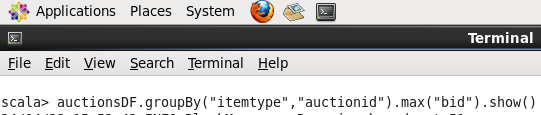 Applications Places System
Terminal
File Edit View Search Terminal Help
scala> auctionsDF.groupBy("itemtype","auctionid").max("bid").show()